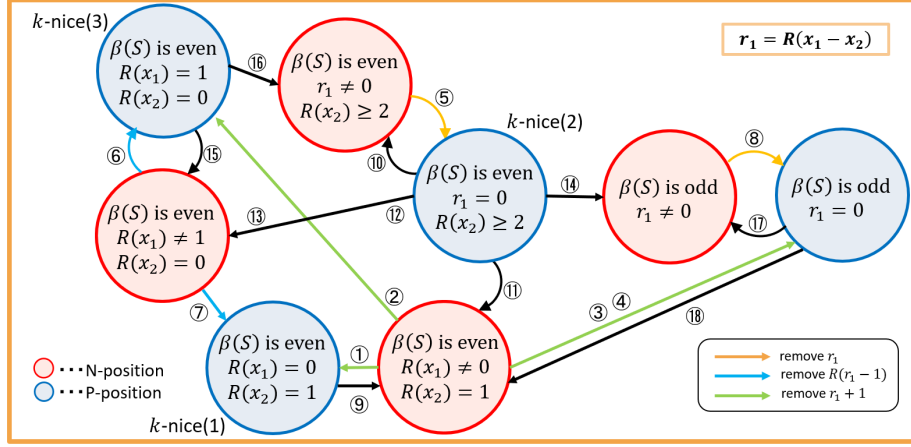 k-nice(3)
β(S) is even
R(x₁) = 1
R(x₂) = 0
⑯
β(S) is even
r₁ ≠ 0
R(x₂) ≥ 2
⑤
r₁ = R(x₁ − x₂)
k-nice(2)
⑥
⑮
⑩
β(S) is even
r₁ = 0
R(x₂) ≥ 2
⑭
β(S) is odd
r₁ ≠ 0
⑧
β(S) is odd
r₁ = 0
⑰
β(S) is even
R(x₁) ≠ 1
R(x₂) = 0
⑬
⑫
⑪
②
③ ④
⑱
⑦
β(S) is even
R(x₁) = 0
R(x₂) = 1
①
⑨
β(S) is even
R(x₁) ≠ 0
R(x₂) = 1
k-nice(1)
⋯N-position
⋯P-position
remove r₁
remove R(r₁ − 1)
remove r₁ + 1